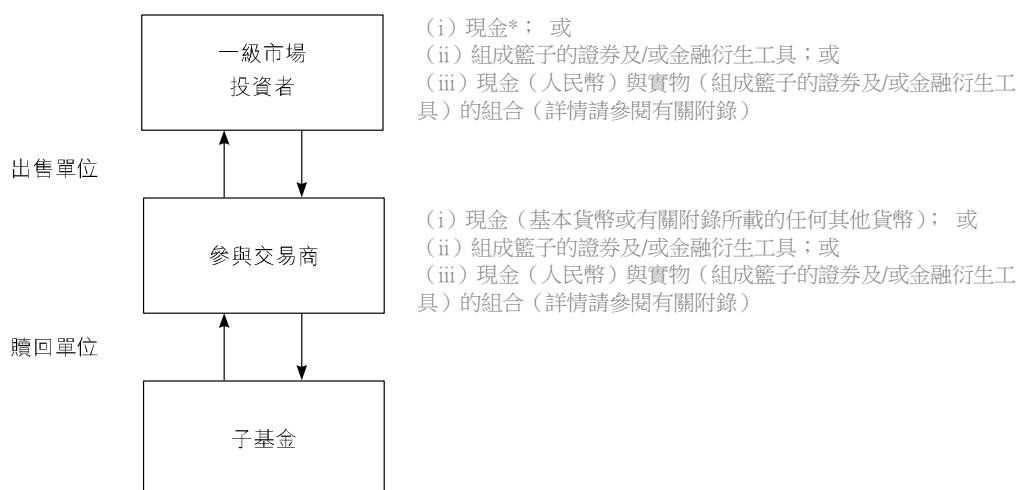 一級市場
投資者
（i）現金*； 或
（ii）組成籃子的證券及/或金融衍生工具；或
（iii）現金（人民幣）與實物（組成籃子的證券及/或金融衍生工
具）的組合（詳情請參閱有關附錄）
出售單位
參與交易商
（i）現金（基本貨幣或有關附錄所載的任何其他貨幣）； 或
（ii）組成籃子的證券及/或金融衍生工具；或
（iii）現金（人民幣）與實物（組成籃子的證券及/或金融衍生工
具）的組合（詳情請參閱有關附錄）
贖回單位
子基金